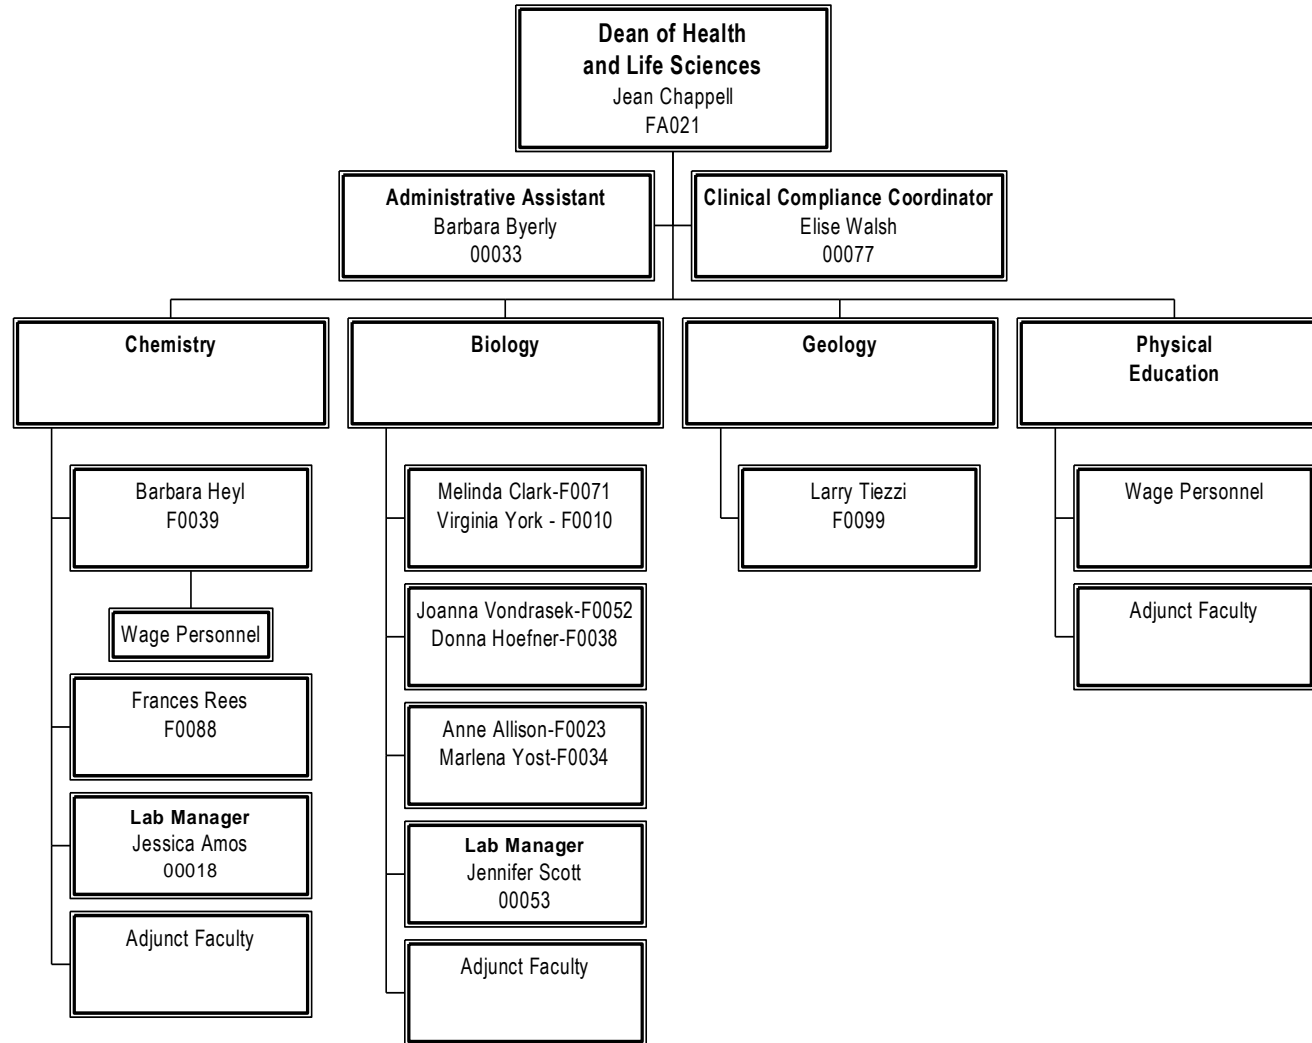 Dean of Health
and Life Sciences
Jean Chappell
FA021
Administrative Assistant
Barbara Byerly
00033
Clinical Compliance Coordinator
Elise Walsh
00077
Chemistry
Barbara Heyl
F0039
Wage Personnel
Frances Rees
F0088
Lab Manager
Jessica Amos
00018
Adjunct Faculty
Biology
Melinda Clark-F0071
Virginia York - F0010
Joanna Vondrasek-F0052
Donna Hoefner-F0038
Anne Allison-F0023
Marlena Yost-F0034
Lab Manager
Jennifer Scott
00053
Adjunct Faculty
Geology
Larry Tiezzi
F0099
Physical
Education
Wage Personnel
Adjunct Faculty